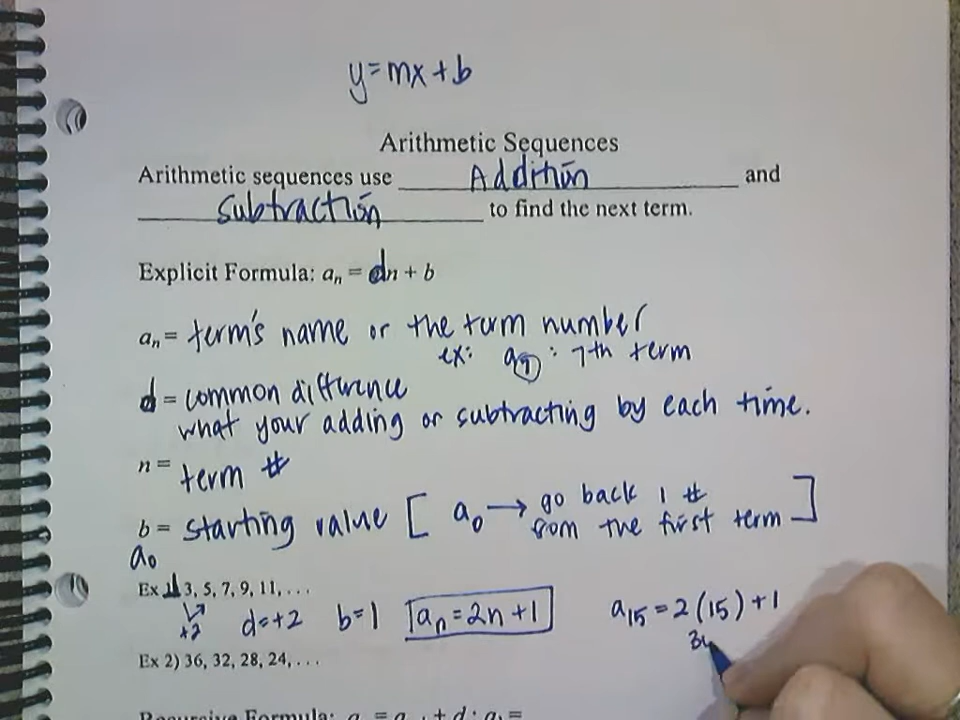 y=mx+b
Arithmetic Sequences
Arithmetic sequences use Addition and
subtraction to find the next term.
Explicit Formula: aₙ = dn + b
aₙ = term's name or the term number
ex: a₇ : 7th term
d = common difference
what your adding or subtracting by each time.
n = term #
b = starting value [ a₀ → go back 1 #
from the first term ]
a₀
Ex 1) 3, 5, 7, 9, 11, . . .
+2 d=+2 b=1 aₙ=2n+1 a₁₅=2(15)+1
Ex 2) 36, 32, 28, 24, . . .
Recursive Formula: